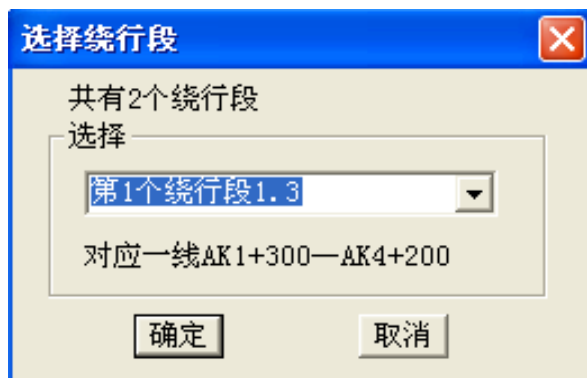 选择绕行段
共有2个绕行段
选择
第1个绕行段1.3
对应一线AK1+300—AK4+200
确定 取消